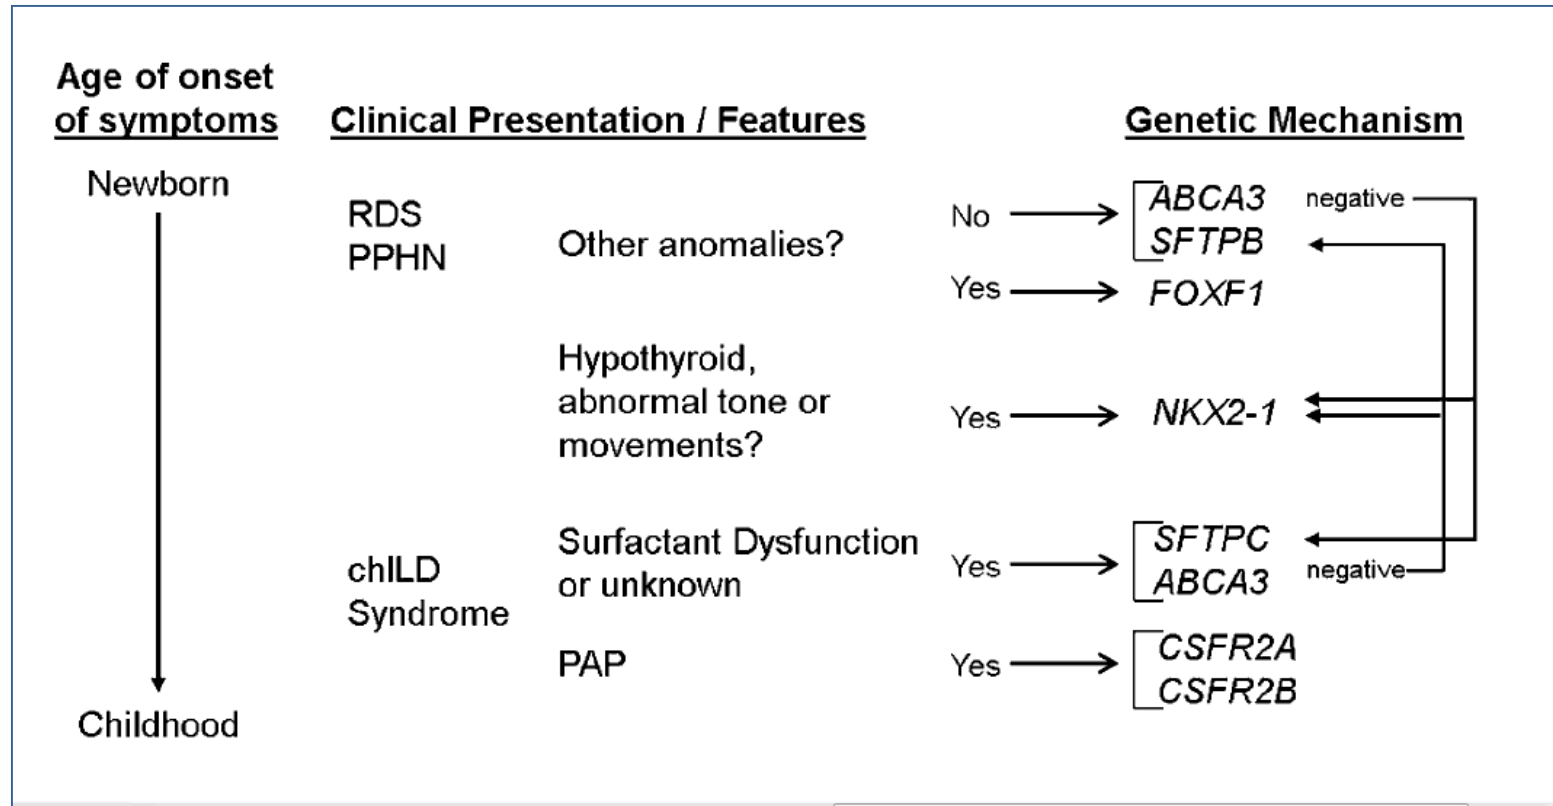 Age of onset
of symptoms
Clinical Presentation / Features
Genetic Mechanism
Newborn
RDS
PPHN
Other anomalies?
No
ABCA3
negative
SFTPB
Yes
FOXF1
Hypothyroid,
abnormal tone or
movements?
Yes
NKX2-1
chILD
Syndrome
Surfactant Dysfunction
or unknown
Yes
SFTPC
ABCA3
negative
PAP
Yes
CSFR2A
CSFR2B
Childhood